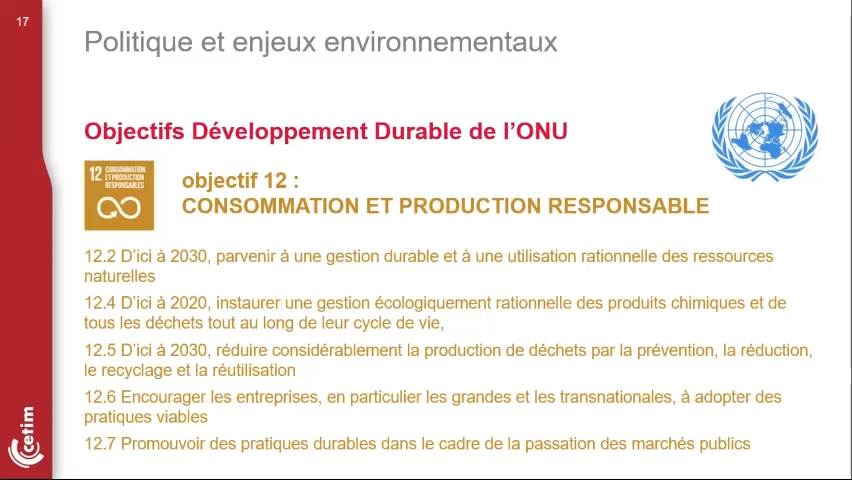 17
Politique et enjeux environnementaux
Objectifs Développement Durable de l’ONU
12 CONSOMMATION
ET PRODUCTION
RESPONSABLES
objectif 12 :
CONSOMMATION ET PRODUCTION RESPONSABLE
12.2 D’ici à 2030, parvenir à une gestion durable et à une utilisation rationnelle des ressources
naturelles
12.4 D’ici à 2020, instaurer une gestion écologiquement rationnelle des produits chimiques et de
tous les déchets tout au long de leur cycle de vie,
12.5 D’ici à 2030, réduire considérablement la production de déchets par la prévention, la réduction,
le recyclage et la réutilisation
12.6 Encourager les entreprises, en particulier les grandes et les transnationales, à adopter des
pratiques viables
12.7 Promouvoir des pratiques durables dans le cadre de la passation des marchés publics
cetim